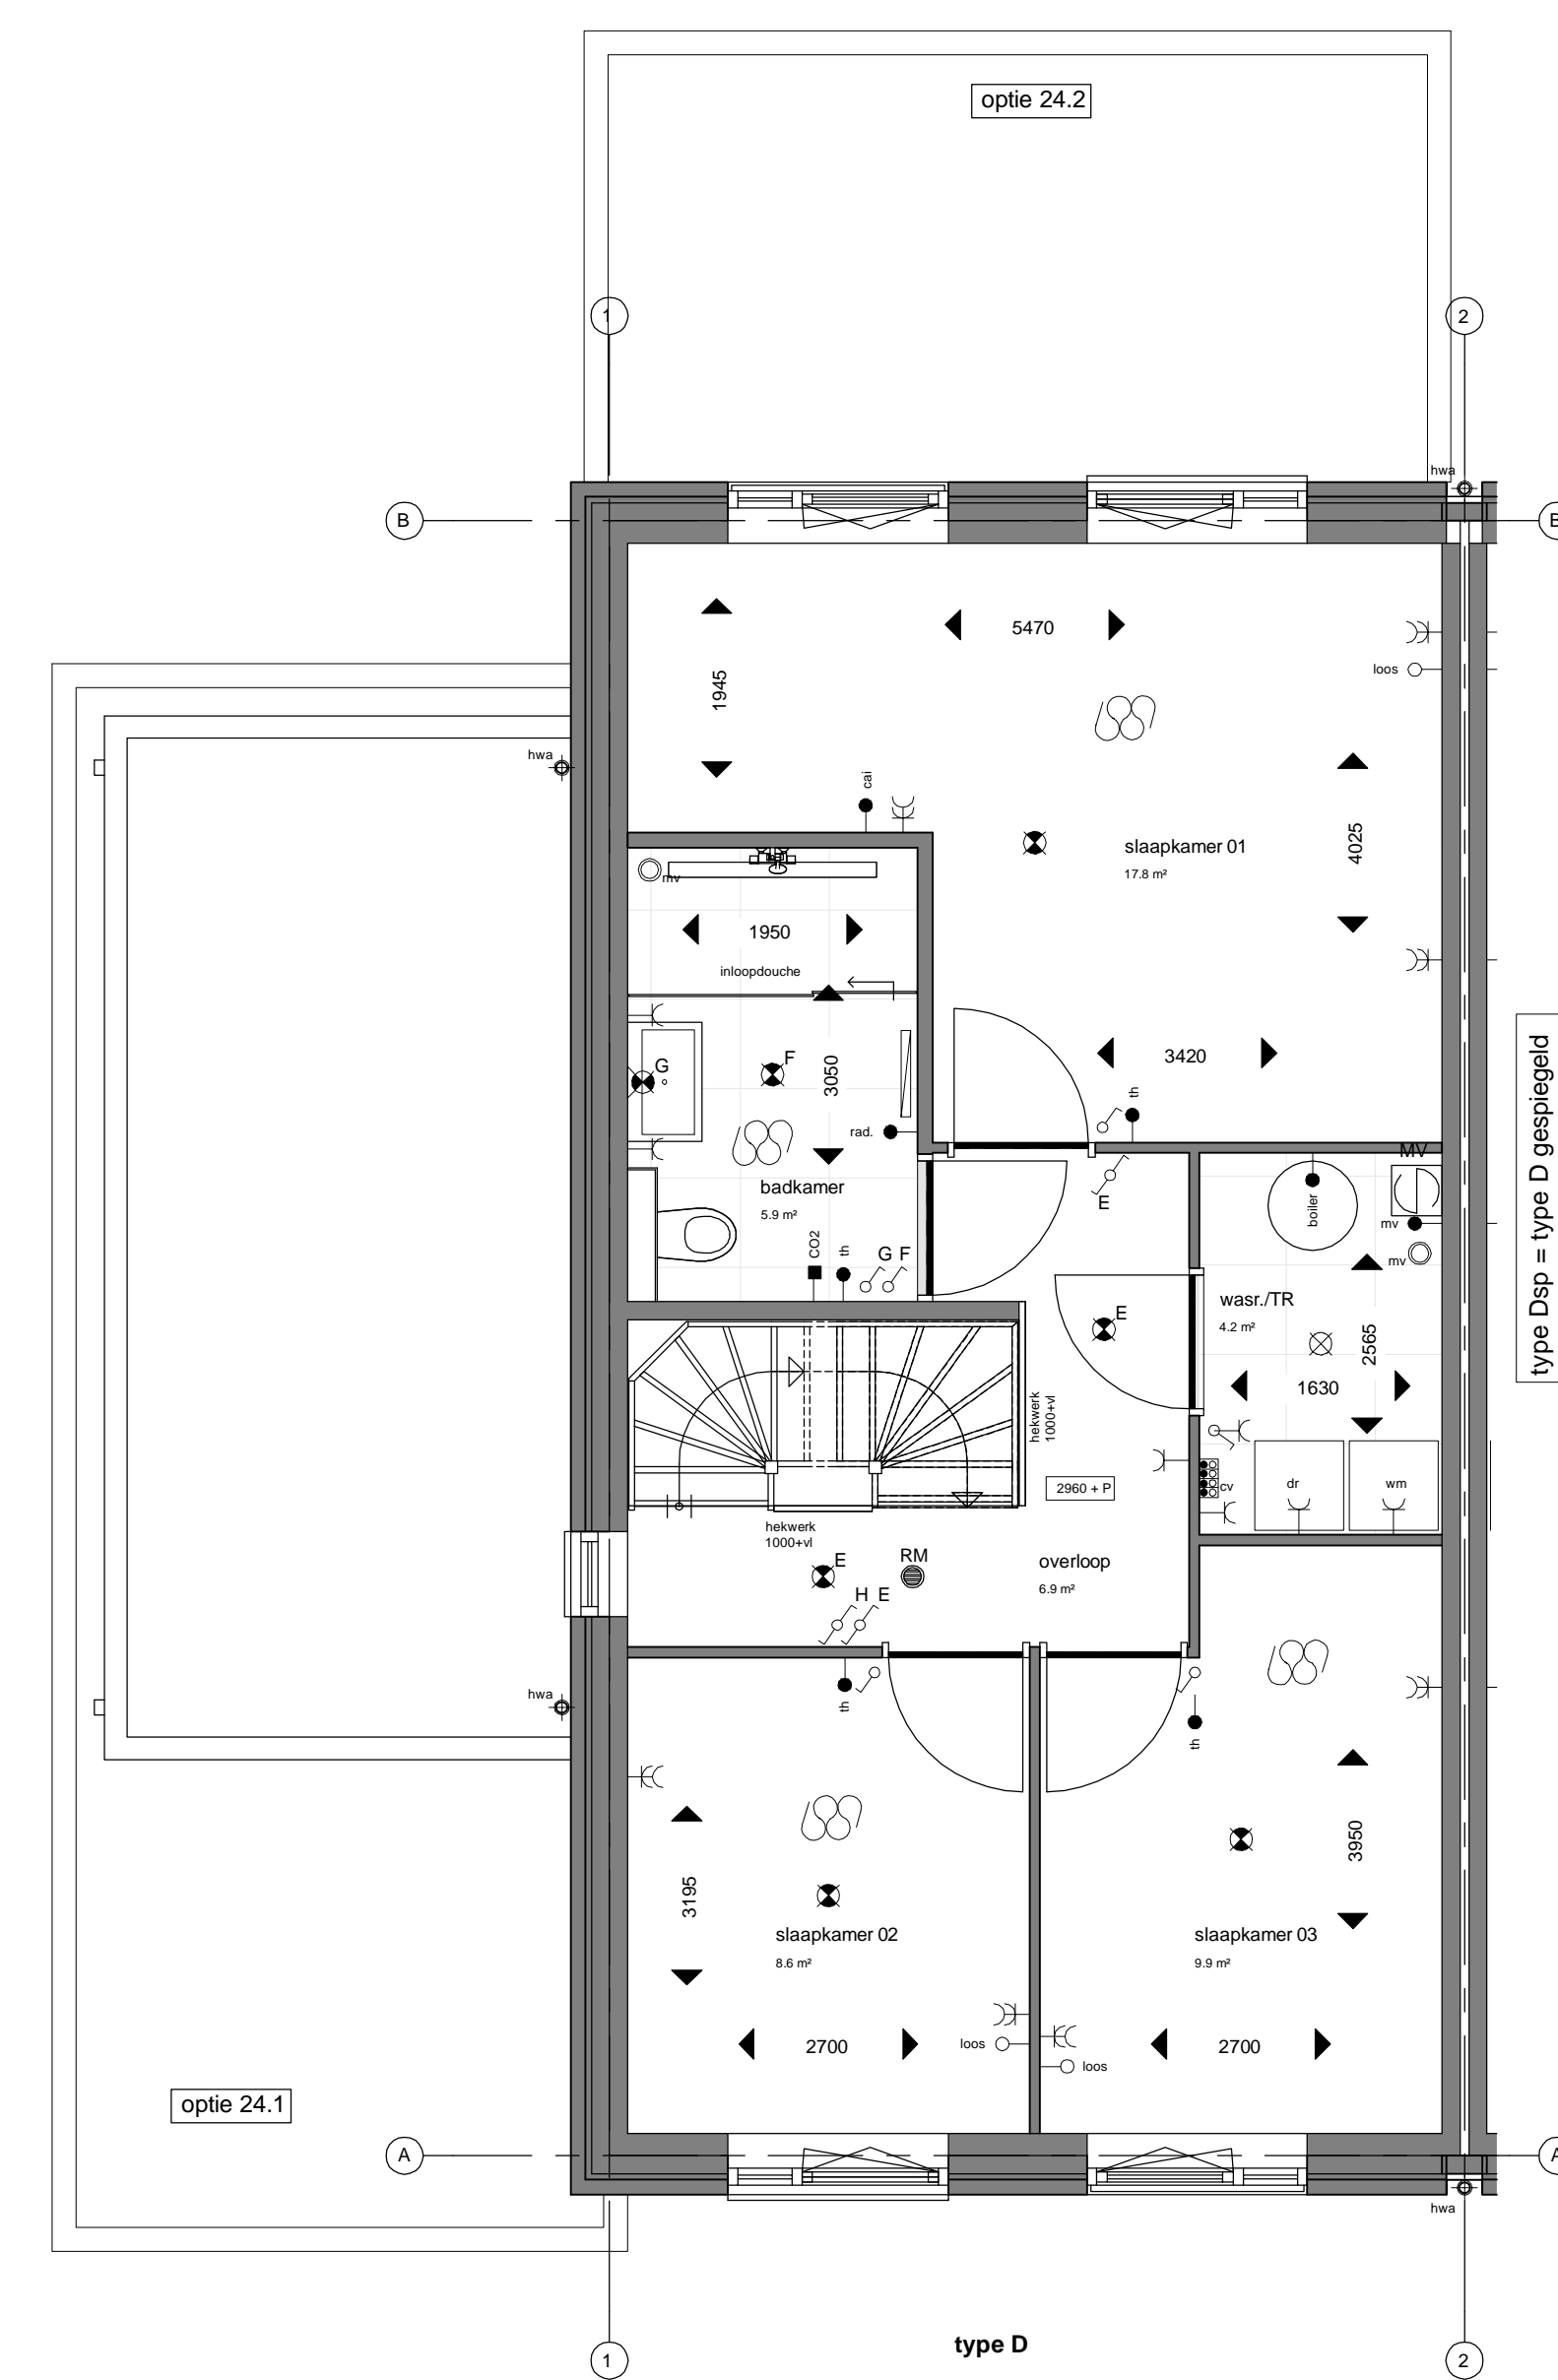 optie 24.2
1
2
hwa
B
B
5470
1945
loos
hwa
cai
slaapkamer 01
17.8 m²
4025
mv
1950
inloopdouche
3420
G
F
3050
th
rad.
E
MV
badkamer
5.9 m²
boiler
mv
mv
CO2
th
G F
wasr./TR
4.2 m²
E
2565
1630
hekwerk
1000+vl
2960 + P
cv
dr
wm
hekwerk
1000+vl
E
RM
overloop
6.9 m²
H E
hwa
th
th
3195
3950
slaapkamer 02
8.6 m²
slaapkamer 03
9.9 m²
2700
loos
2700
loos
optie 24.1
A
A
hwa
type D
1
2
type Dsp = type D gespiegeld